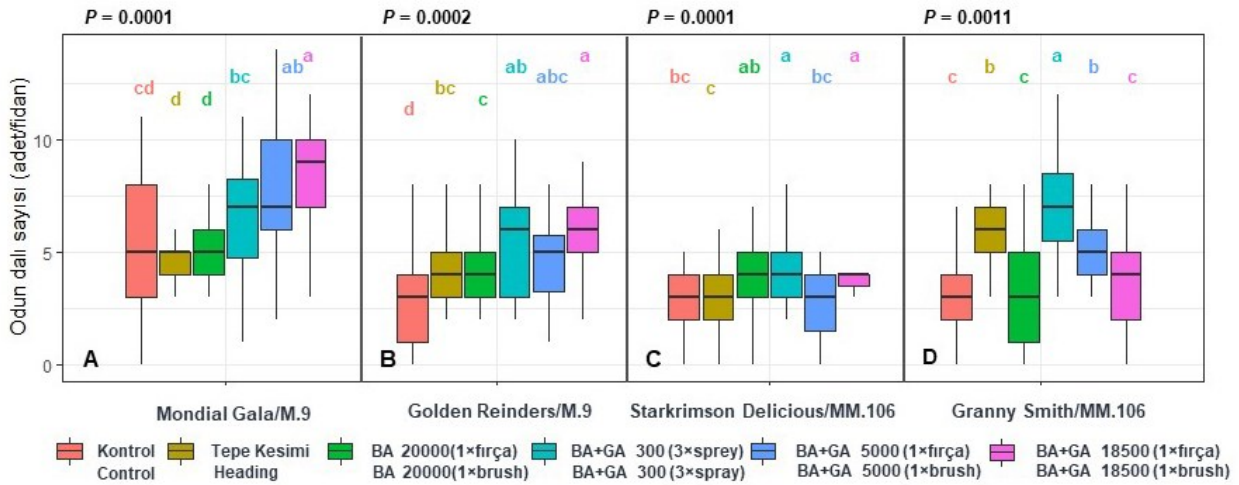 P = 0.0001 P = 0.0002 P = 0.0001 P = 0.0011
cd d d bc ab a
d bc c ab abc a
bc c ab a bc a
c b c a b c
Odun dalı sayısı (adet/fidan)
10
5
0
A B C D
Mondial Gala/M.9 Golden Reinders/M.9 Starkrimson Delicious/MM.106 Granny Smith/MM.106
Kontrol Tepe Kesimi BA 20000(1×fırça) BA+GA 300 (3×sprey) BA+GA 5000 (1×fırça) BA+GA 18500 (1×fırça)
Control Heading BA 20000(1×brush) BA+GA 300 (3×spray) BA+GA 5000 (1×brush) BA+GA 18500 (1×brush)